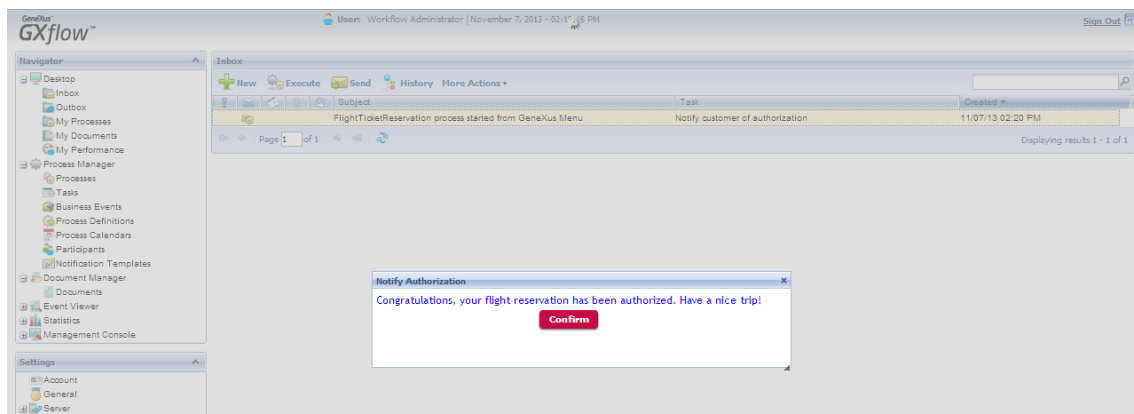 GeneXus™
GXflow™
User: Workflow Administrator | November 7, 2013 - 02:1 8 PM
Sign Out
Navigator
Desktop
Inbox
Outbox
My Processes
My Documents
My Performance
Process Manager
Processes
Tasks
Business Events
Process Definitions
Process Calendars
Participants
Notification Templates
Document Manager
Documents
Event Viewer
Statistics
Management Console
Settings
Account
General
Server
Inbox
New Execute Send History More Actions
Subject Task Created
FlightTicketReservation process started from GeneXus Menu Notify customer of authorization 11/07/13 02:20 PM
Page 1 of 1 Displaying results 1 - 1 of 1
Notify Authorization
Congratulations, your flight reservation has been authorized. Have a nice trip!
Confirm